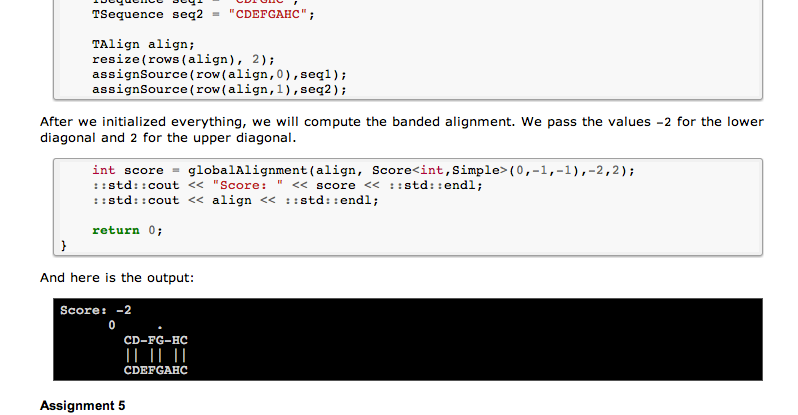 TSequence seq2 = "CDEFGAHC";
TAlign align;
resize(rows(align), 2);
assignSource(row(align,0),seq1);
assignSource(row(align,1),seq2);
After we initialized everything, we will compute the banded alignment. We pass the values -2 for the lower
diagonal and 2 for the upper diagonal.
int score = globalAlignment(align, Score<int,Simple>(0,-1,-1),-2,2);
::std::cout << "Score: " << score << ::std::endl;
::std::cout << align << ::std::endl;
return 0;
}
And here is the output:
Score: -2
0 .
CD-FG-HC
|| || ||
CDEFGAHC
Assignment 5